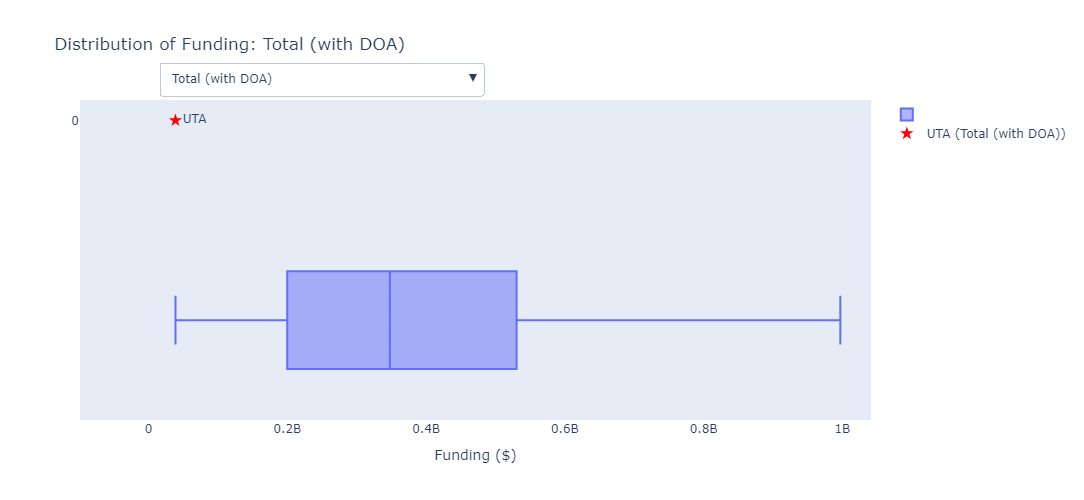 Distribution of Funding: Total (with DOA)
Total (with DOA)
0
UTA
UTA (Total (with DOA))
0
0.2B
0.4B
0.6B
0.8B
1B
Funding ($)